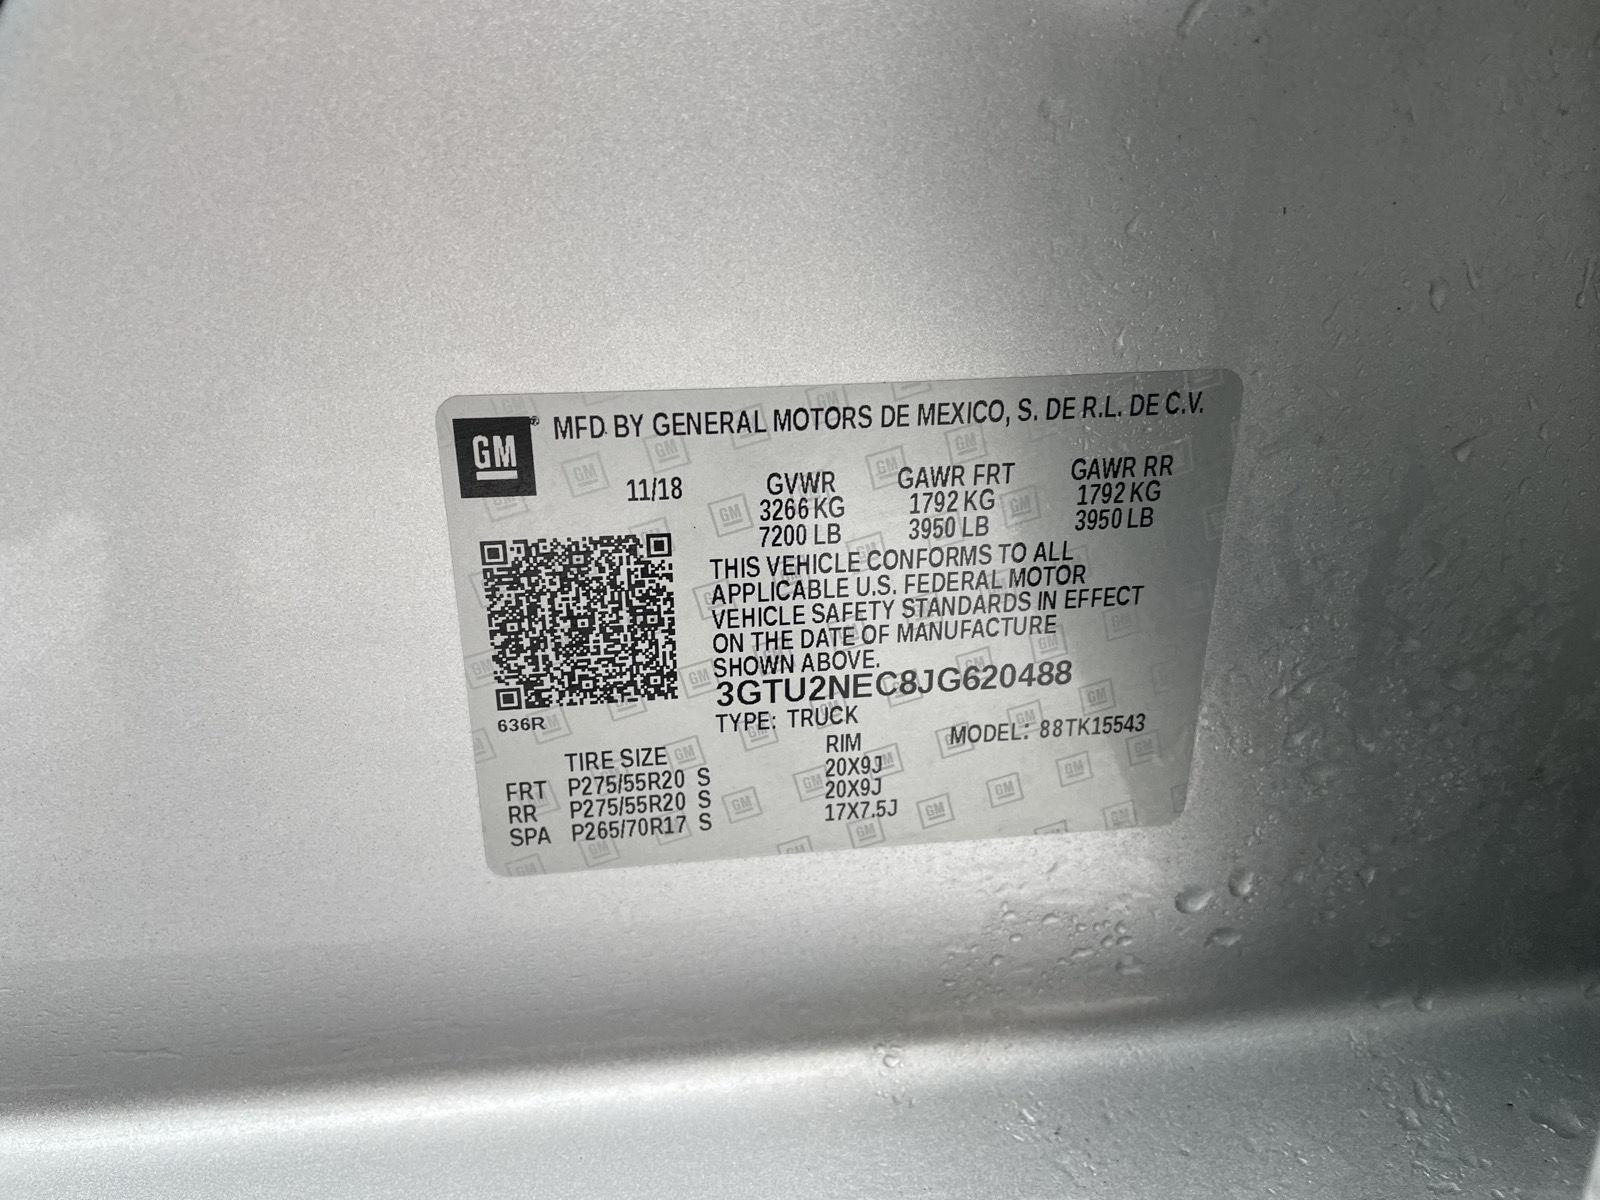 GM® MFD BY GENERAL MOTORS DE MEXICO, S. DE R.L. DE C.V.
11/18 GVWR GAWR FRT GAWR RR
3266 KG 1792 KG 1792 KG
7200 LB 3950 LB 3950 LB
THIS VEHICLE CONFORMS TO ALL
APPLICABLE U.S. FEDERAL MOTOR
VEHICLE SAFETY STANDARDS IN EFFECT
ON THE DATE OF MANUFACTURE
SHOWN ABOVE.
3GTU2NEC8JG620488
636R TYPE: TRUCK MODEL: 88TK15543
TIRE SIZE RIM
FRT P275/55R20 S 20X9J
RR P275/55R20 S 20X9J
SPA P265/70R17 S 17X7.5J